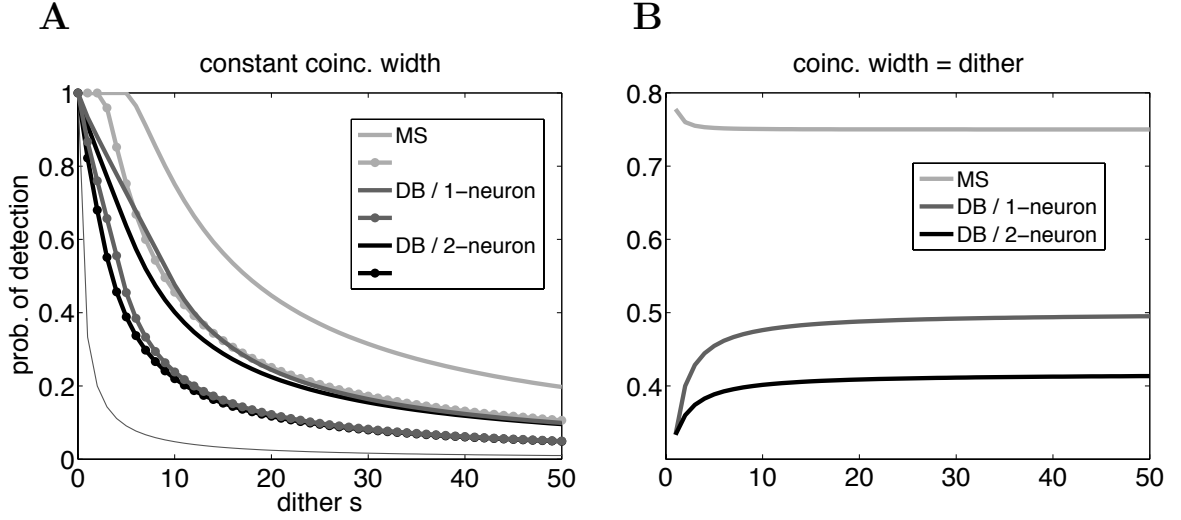 A
constant coinc. width
prob. of detection
1
0.8
0.6
0.4
0.2
0
MS
DB / 1−neuron
DB / 2−neuron
0 10 20 30 40 50
dither s
B
coinc. width = dither
0.8
0.7
0.6
0.5
0.4
MS
DB / 1−neuron
DB / 2−neuron
0 10 20 30 40 50